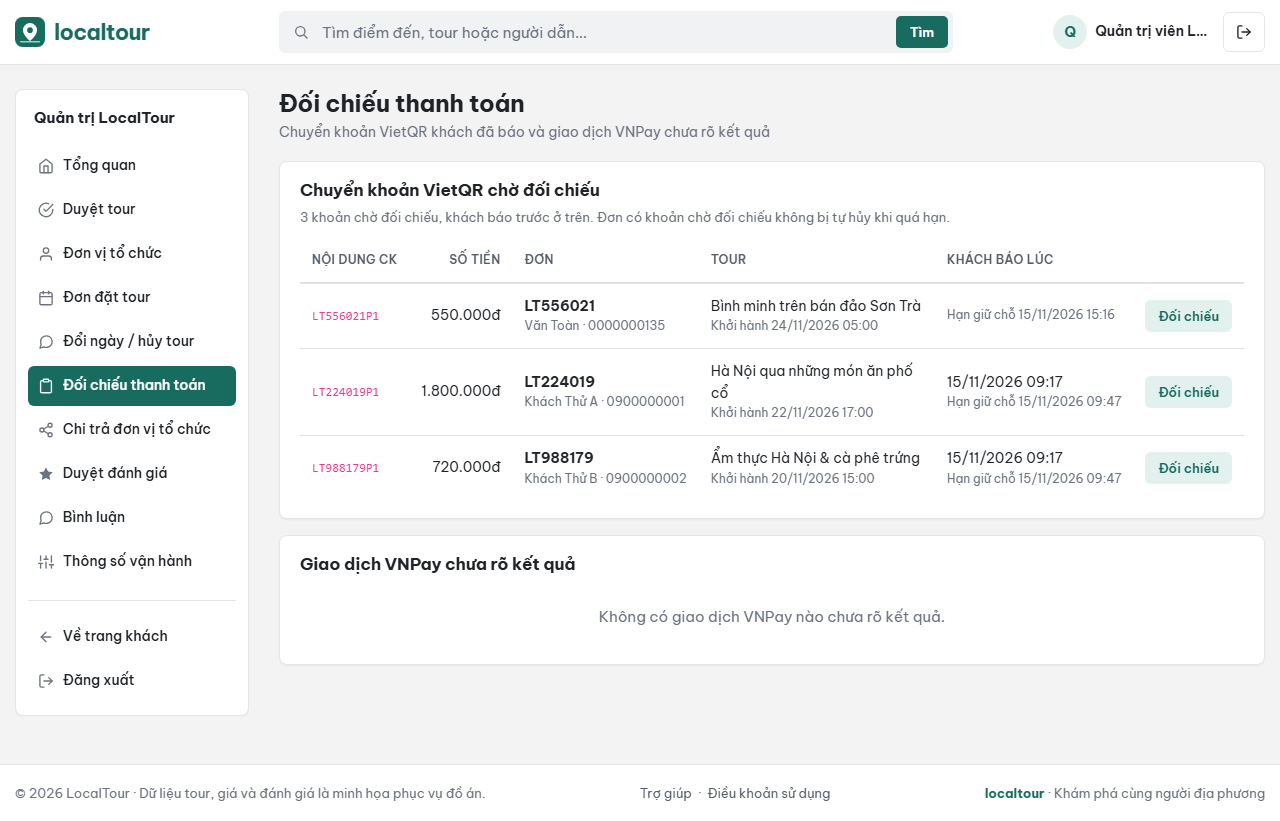 localtour
Tìm điểm đến, tour hoặc người dẫn...
Tìm
Q
Quản trị viên L...
Quản trị LocalTour
Tổng quan
Duyệt tour
Đơn vị tổ chức
Đơn đặt tour
Đổi ngày / hủy tour
Đối chiếu thanh toán
Chi trả đơn vị tổ chức
Duyệt đánh giá
Bình luận
Thông số vận hành
Về trang khách
Đăng xuất
Đối chiếu thanh toán
Chuyển khoản VietQR khách đã báo và giao dịch VNPay chưa rõ kết quả
Chuyển khoản VietQR chờ đối chiếu
3 khoản chờ đối chiếu, khách báo trước ở trên. Đơn có khoản chờ đối chiếu không bị tự hủy khi quá hạn.
NỘI DUNG CK SỐ TIỀN ĐƠN TOUR KHÁCH BÁO LÚC
LT556021P1 550.000đ LT556021 Bình minh trên bán đảo Sơn Trà Hạn giữ chỗ 15/11/2026 15:16 Đối chiếu
Văn Toàn · 0000000135 Khởi hành 24/11/2026 05:00
LT224019P1 1.800.000đ LT224019 Hà Nội qua những món ăn phố cổ 15/11/2026 09:17 Đối chiếu
Khách Thử A · 0900000001 Khởi hành 22/11/2026 17:00 Hạn giữ chỗ 15/11/2026 09:47
LT988179P1 720.000đ LT988179 Ẩm thực Hà Nội & cà phê trứng 15/11/2026 09:17 Đối chiếu
Khách Thử B · 0900000002 Khởi hành 20/11/2026 15:00 Hạn giữ chỗ 15/11/2026 09:47
Giao dịch VNPay chưa rõ kết quả
Không có giao dịch VNPay nào chưa rõ kết quả.
© 2026 LocalTour · Dữ liệu tour, giá và đánh giá là minh họa phục vụ đồ án.
Trợ giúp · Điều khoản sử dụng
localtour · Khám phá cùng người địa phương